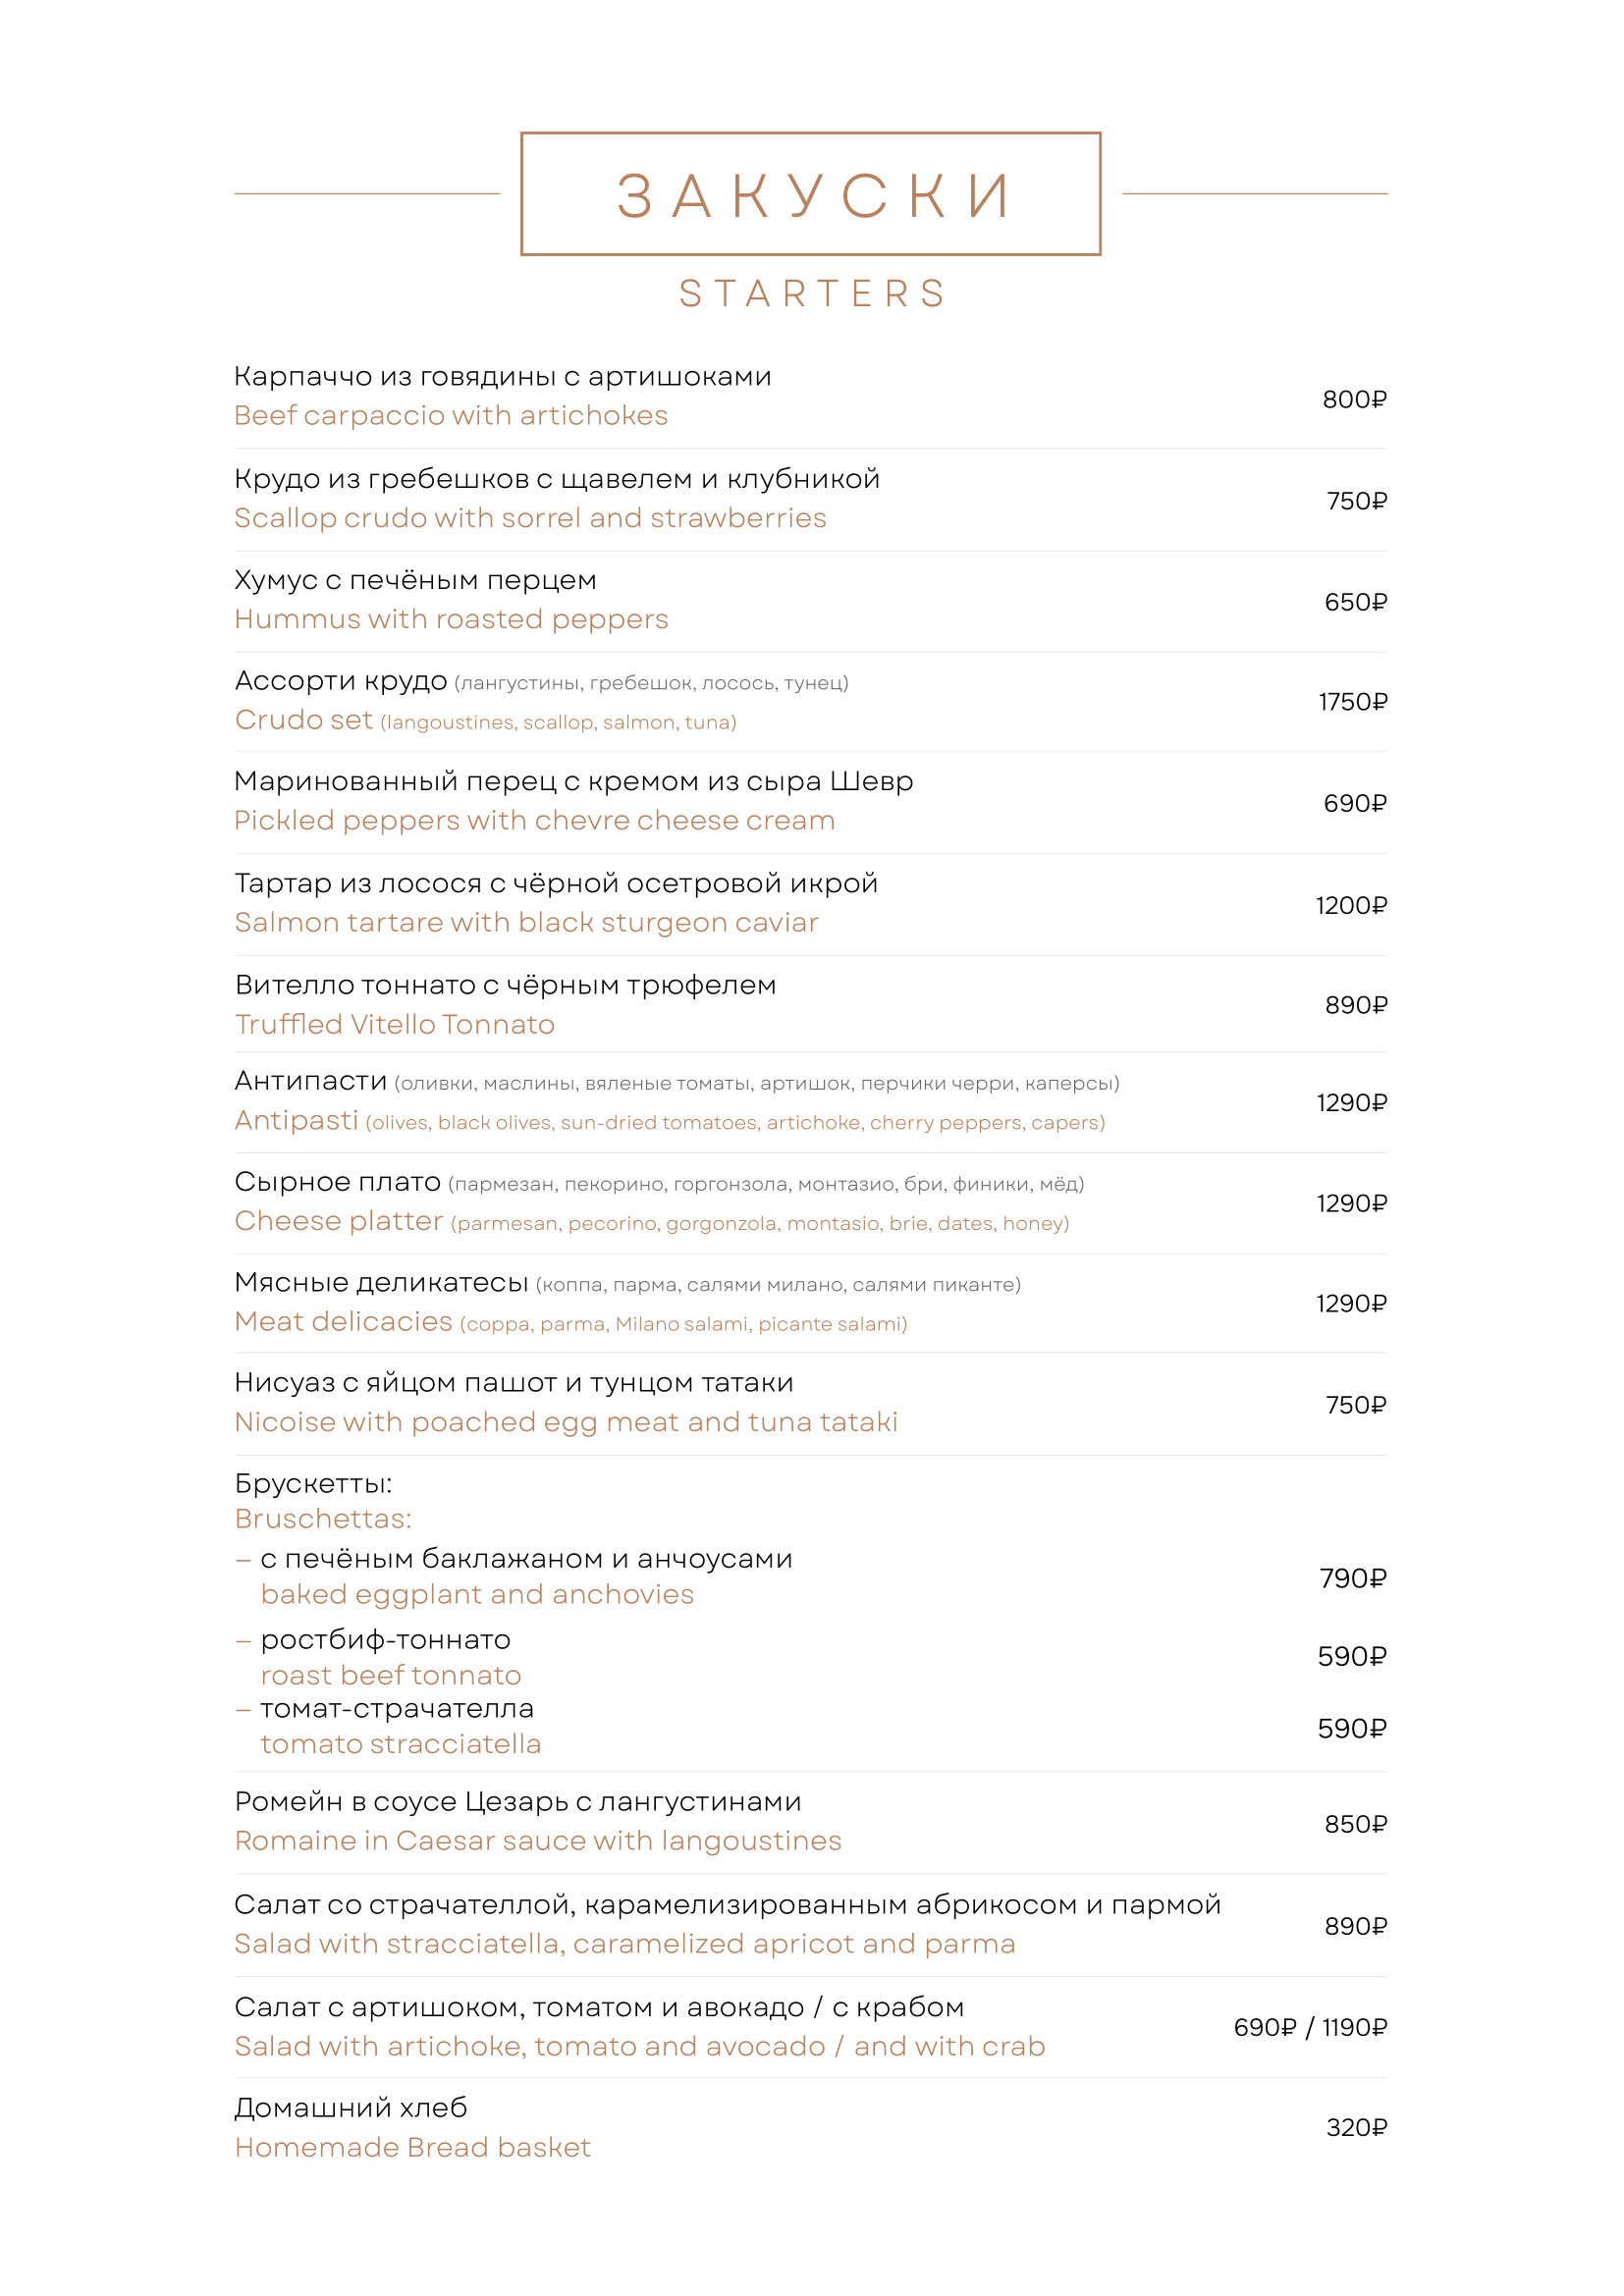 ЗАКУСКИ
STARTERS
Карпаччо из говядины с артишоками
Beef carpaccio with artichokes
800₽
Крудо из гребешков с щавелем и клубникой
Scallop crudo with sorrel and strawberries
750₽
Хумус с печёным перцем
Hummus with roasted peppers
650₽
Ассорти крудо (лангустины, гребешок, лосось, тунец)
Crudo set (langoustines, scallop, salmon, tuna)
1750₽
Маринованный перец с кремом из сыра Шевр
Pickled peppers with chevre cheese cream
690₽
Тартар из лосося с чёрной осетровой икрой
Salmon tartare with black sturgeon caviar
1200₽
Вителло тоннато с чёрным трюфелем
Truffled Vitello Tonnato
890₽
Антипасти (оливки, маслины, вяленые томаты, артишок, перчики черри, каперсы)
Antipasti (olives, black olives, sun-dried tomatoes, artichoke, cherry peppers, capers)
1290₽
Сырное плато (пармезан, пекорино, горгонзола, монтазио, бри, финики, мёд)
Cheese platter (parmesan, pecorino, gorgonzola, montasio, brie, dates, honey)
1290₽
Мясные деликатесы (коппа, парма, салями милано, салями пиканте)
Meat delicacies (coppa, parma, Milano salami, picante salami)
1290₽
Нисуаз с яйцом пашот и тунцом татаки
Nicoise with poached egg meat and tuna tataki
750₽
Брускетты:
Bruschettas:
– с печёным баклажаном и анчоусами
baked eggplant and anchovies
790₽
– ростбиф-тоннато
roast beef tonnato
590₽
– томат-страчателла
tomato stracciatella
590₽
Ромейн в соусе Цезарь с лангустинами
Romaine in Caesar sauce with langoustines
850₽
Салат со страчателлой, карамелизированным абрикосом и пармой
Salad with stracciatella, caramelized apricot and parma
890₽
Салат с артишоком, томатом и авокадо / с крабом
Salad with artichoke, tomato and avocado / and with crab
690₽ / 1190₽
Домашний хлеб
Homemade Bread basket
320₽